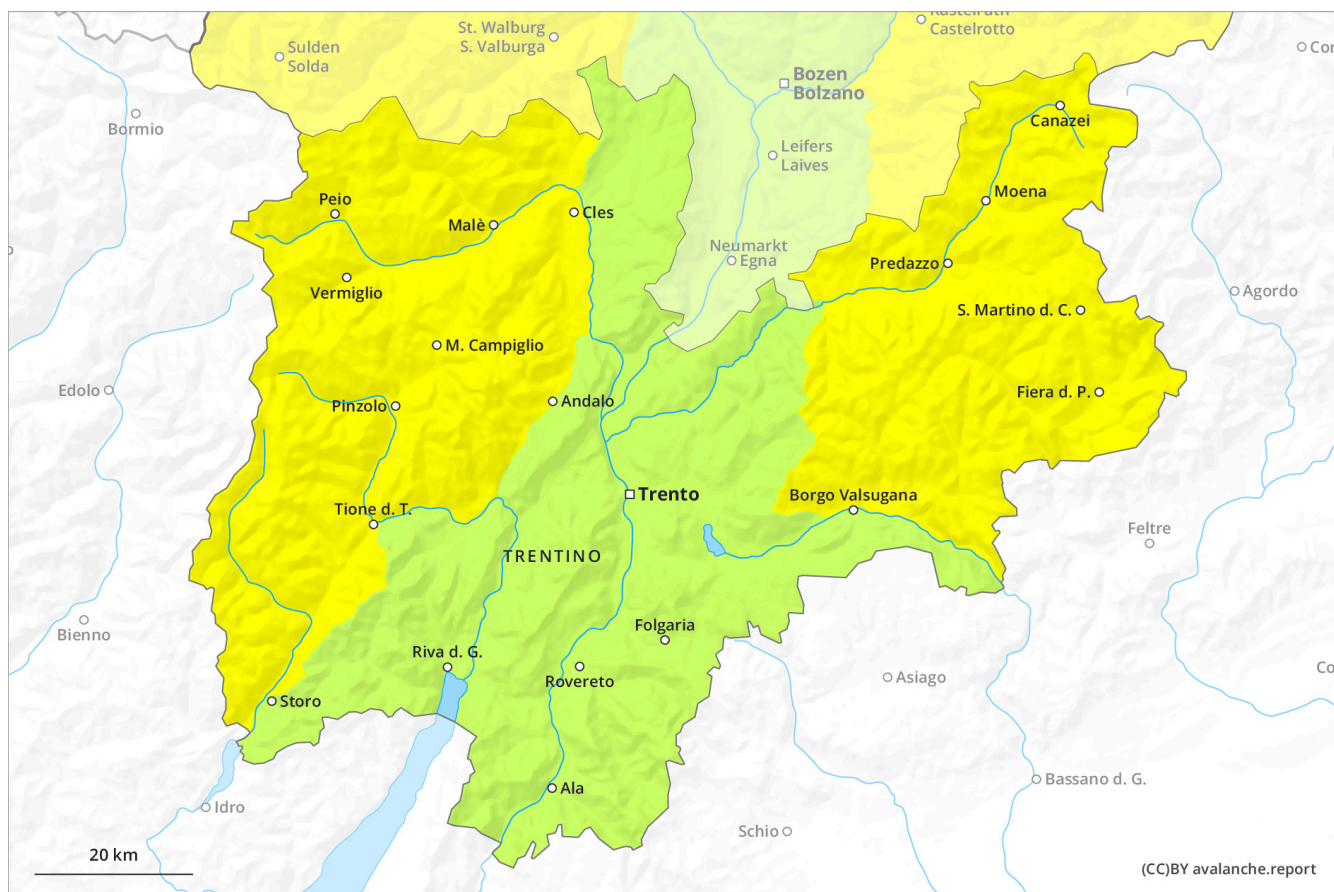 Kastelruth
Castelrotto
St. Walburg
S. Valburga
Sulden
Solda
Bozen
Bolzano
Bormio
Canazei
Leifers
Laives
Peio
Malè
Cles
Moena
Neumarkt
Egna
Predazzo
Vermiglio
Agordo
S. Martino d. C.
M. Campiglio
Edolo
Pinzolo
Andalo
Fiera d. P.
Trento
Borgo Valsugana
Tione d. T.
Feltre
TRENTINO
Bienno
Folgaria
Riva d. G.
Rovereto
Asiago
Storo
Bassano d. G.
Ala
Idro
Schio
20 km
(CC)BY avalanche.report